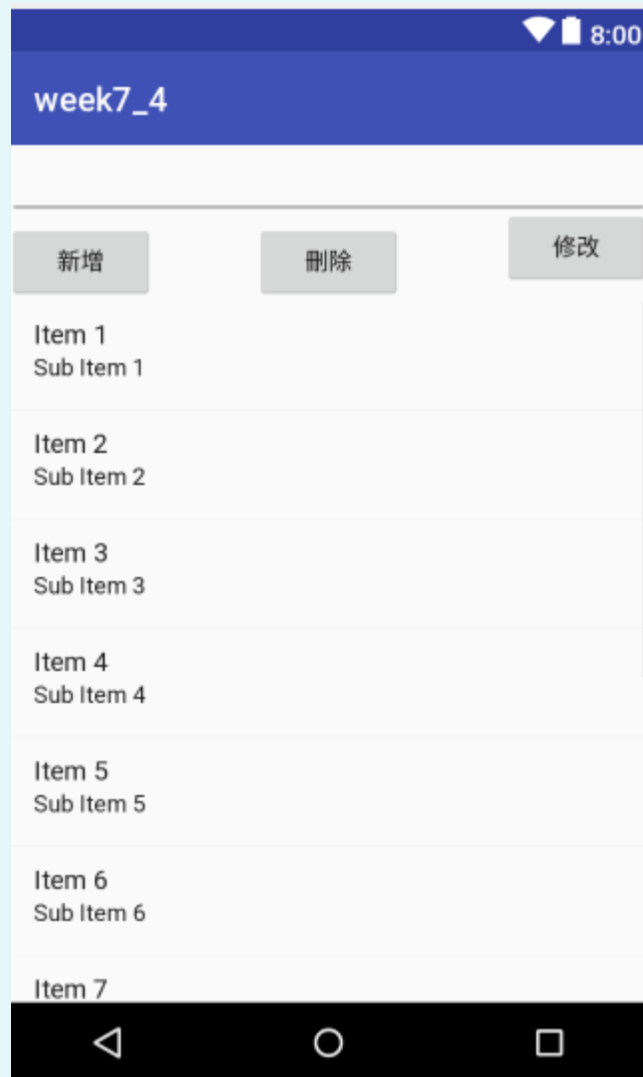 8:00
week7_4
新增 刪除 修改
Item 1
Sub Item 1
Item 2
Sub Item 2
Item 3
Sub Item 3
Item 4
Sub Item 4
Item 5
Sub Item 5
Item 6
Sub Item 6
Item 7